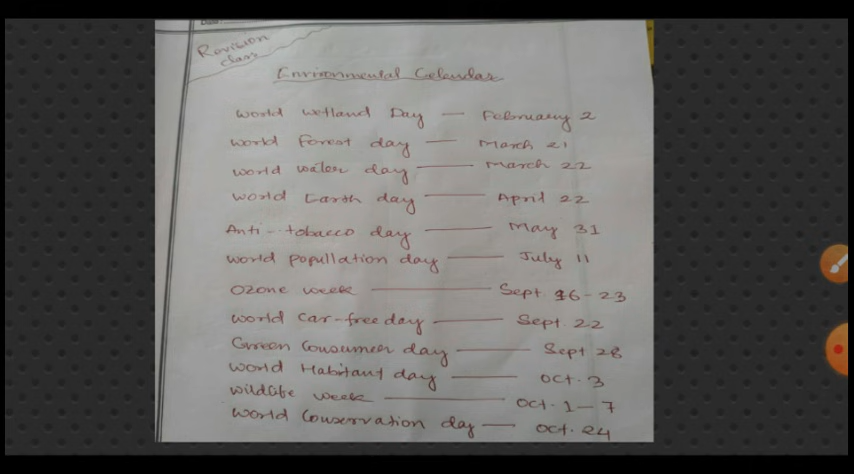 Revision
class
Environmental Calendar
World Wetland Day — February 2
World Forest day — March 21
World water day — March 22
World Earth day — April 22
Anti-tobacco day — May 31
World popullation day — July 11
Ozone week — Sept 16-23
World Car-free day — Sept 22
Green Consumer day — Sept 28
World Habitant day — Oct. 3
Wildlife week — Oct. 1-7
World Conservation day — Oct. 24